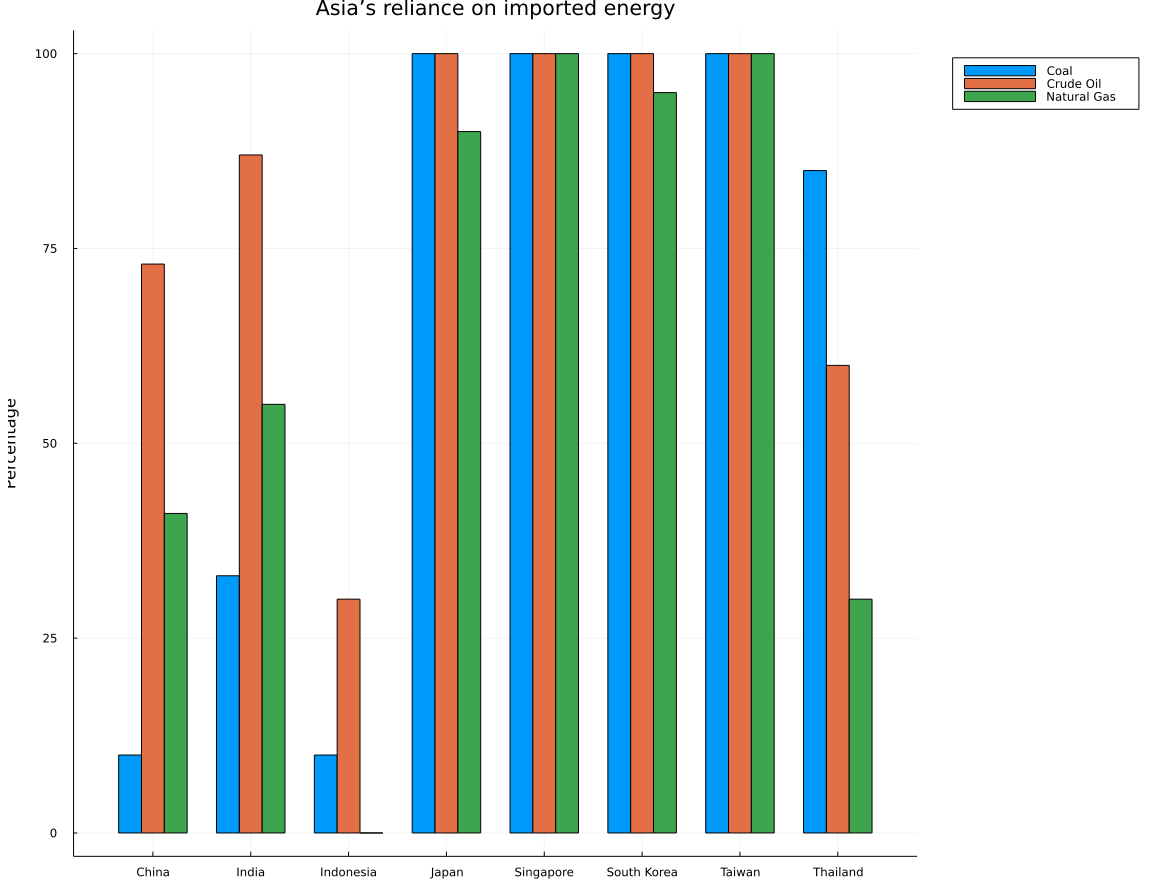 Asia’s reliance on imported energy
Coal
Crude Oil
Natural Gas
100
75
50
25
0
Percentage
China India Indonesia Japan Singapore South Korea Taiwan Thailand